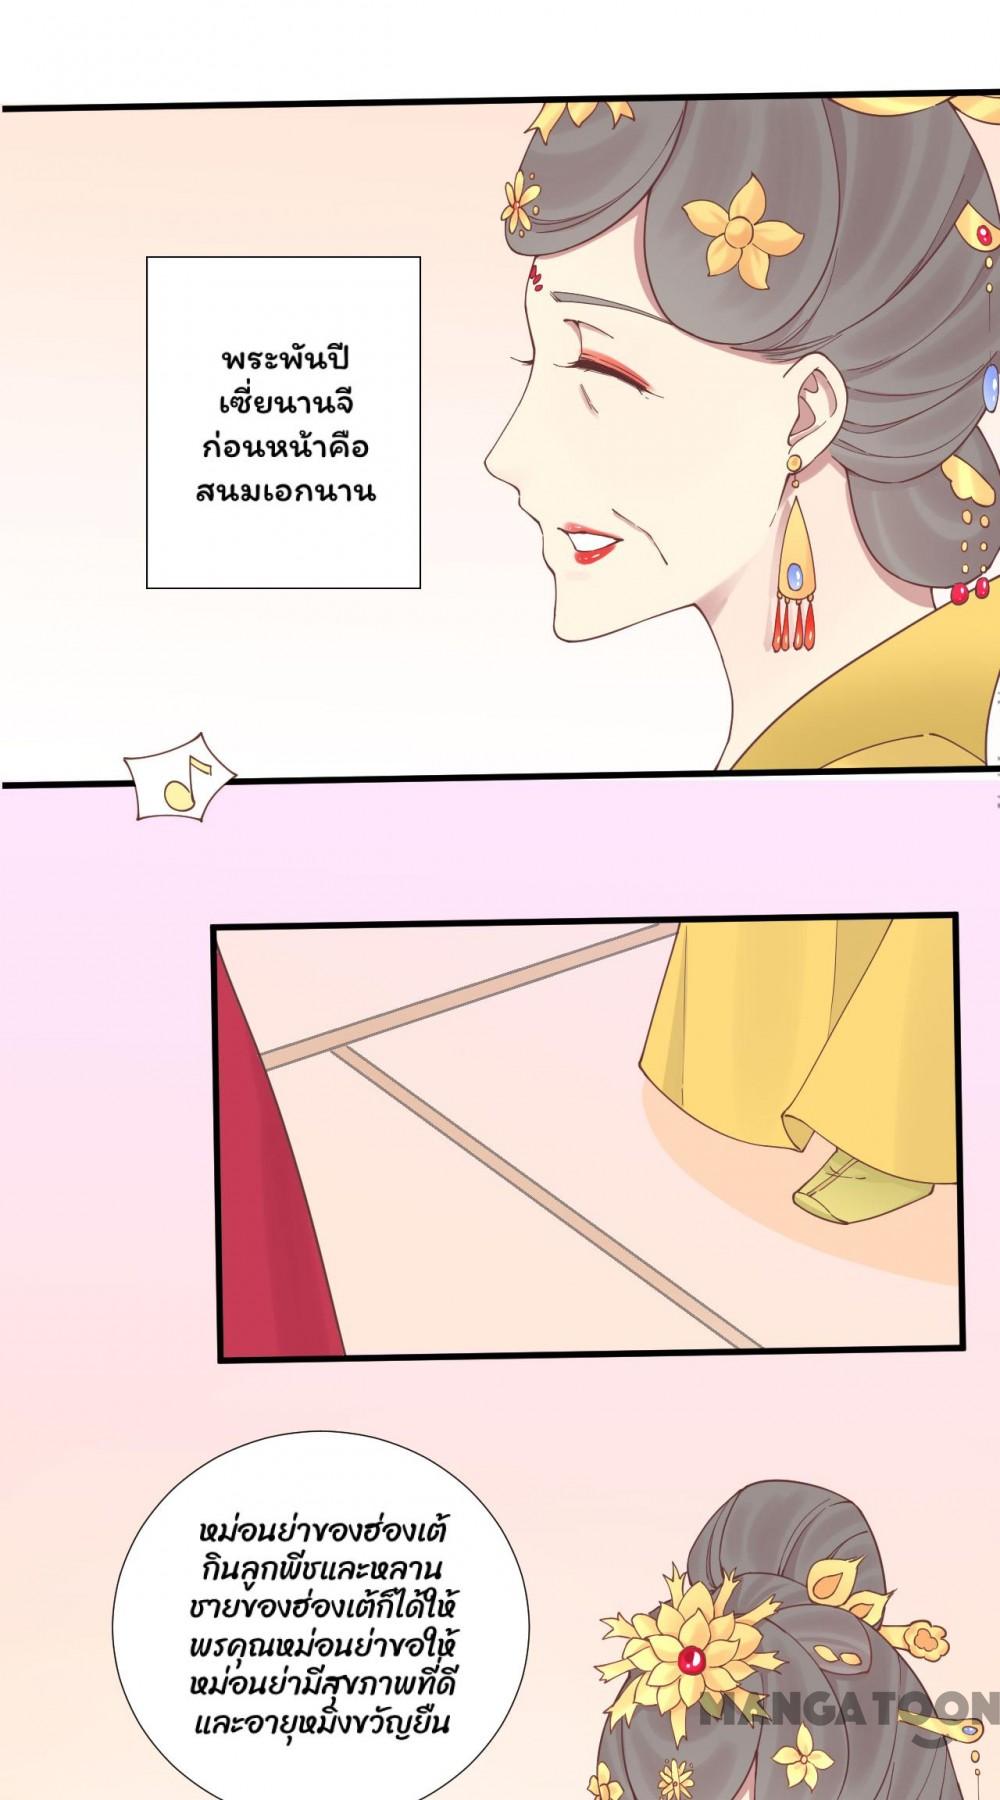 พระพันปี
เซี่ยนานจี
ก่อนหน้าคือ
สนมเอกนาน
หม่อนย่าของฮ่องเต้
กินลูกพีชและหลาน
ชายของฮ่องเต้ก็ได้ให้
พรคุณหม่อนย่าขอให้
หม่อนย่ามีสุขภาพที่ดี
และอายุหมิงขวัญยืน
MANGATOON